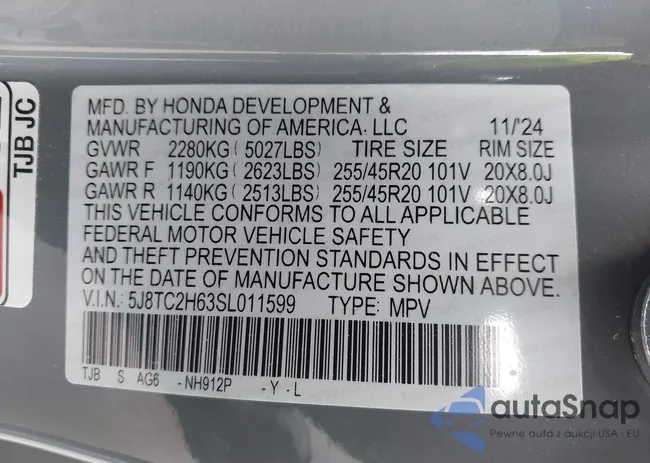 TJB JC
MFD. BY HONDA DEVELOPMENT &
MANUFACTURING OF AMERICA, LLC 11/'24
GVWR 2280KG ( 5027LBS) TIRE SIZE RIM SIZE
GAWR F 1190KG ( 2623LBS) 255/45R20 101V 20X8.0J
GAWR R 1140KG ( 2513LBS) 255/45R20 101V 20X8.0J
THIS VEHICLE CONFORMS TO ALL APPLICABLE
FEDERAL MOTOR VEHICLE SAFETY
AND THEFT PREVENTION STANDARDS IN EFFECT
ON THE DATE OF MANUFACTURE SHOWN ABOVE.
V.I.N.: 5J8TC2H63SL011599 TYPE: MPV
TJB S AG6 -NH912P -Y-L
autaSnap
Pewne auta z aukcji USA i EU